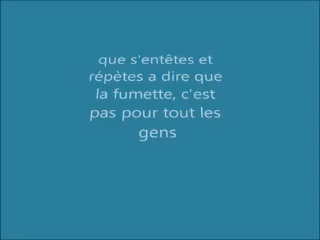 que s'entêtes et
répètes a dire que
la fumette, c'est
pas pour tout les
gens